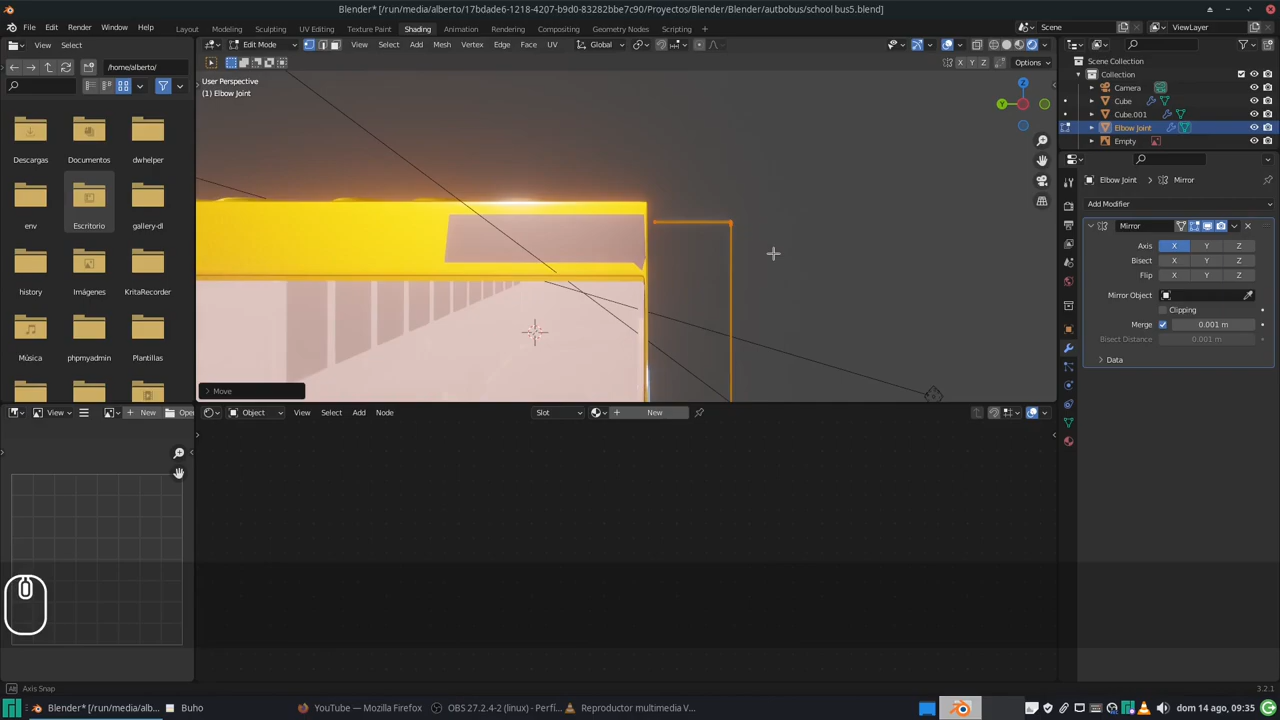 Blender* [/run/media/alberto/17bdade6-1218-4207-b9d0-83282bbe7c90/Proyectos/Blender/Blender/autbobus/school bus5.blend]
File Edit Render Window Help
Layout Modeling Sculpting UV Editing Texture Paint Shading Animation Rendering Compositing Geometry Nodes Scripting +
Scene
ViewLayer
View Select
Edit Mode View Select Add Mesh Vertex Edge Face UV Global
/home/alberto/
X Y Z Options
User Perspective
(1) Elbow Joint
Scene Collection
Collection
Camera
Cube
Cube.001
Elbow Joint
Empty
Descargas Documentos dwhelper
env Escritorio gallery-dl
history Imágenes KritaRecorder
Música phpmyadmin Plantillas
Z
Y
Elbow Joint > Mirror
Add Modifier
Mirror
Axis X Y Z
Bisect X Y Z
Flip X Y Z
Mirror Object
Clipping
Merge 0.001 m
Bisect Distance 0.001 m
Data
> Move
View + New Open
Object View Select Add Node Slot + New
Alt Axis Snap
3.2.1
Blender* [/run/media/alb...
Buho
YouTube — Mozilla Firefox
OBS 27.2.4-2 (linux) - Perfil...
Reproductor multimedia V...
dom 14 ago, 09:35